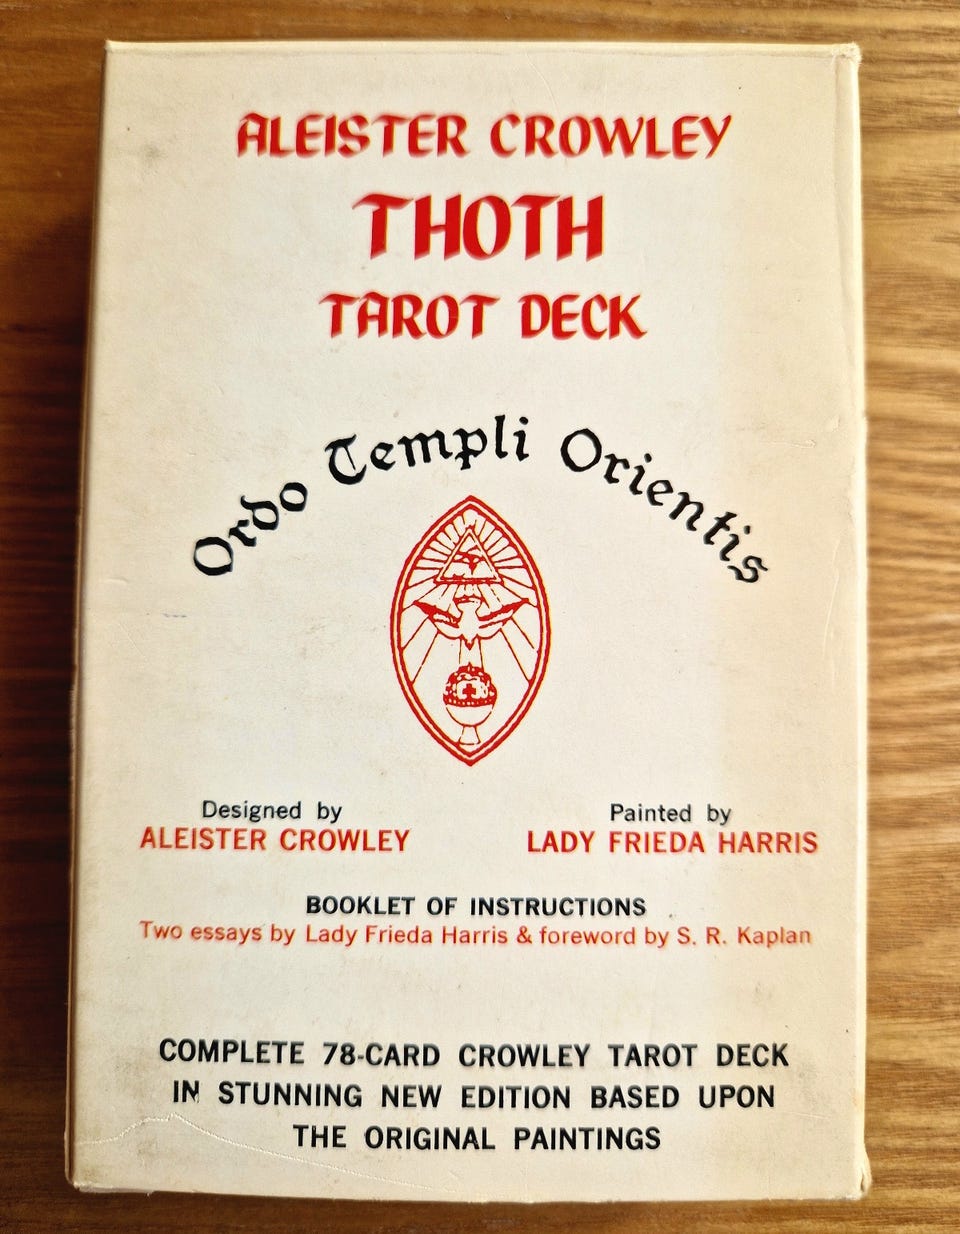 ALEISTER CROWLEY
THOTH
TAROT DECK
Ordo Templi Orientis
Designed by
ALEISTER CROWLEY
Painted by
LADY FRIEDA HARRIS
BOOKLET OF INSTRUCTIONS
Two essays by Lady Frieda Harris & foreword by S. R. Kaplan
COMPLETE 78-CARD CROWLEY TAROT DECK
IN STUNNING NEW EDITION BASED UPON
THE ORIGINAL PAINTINGS